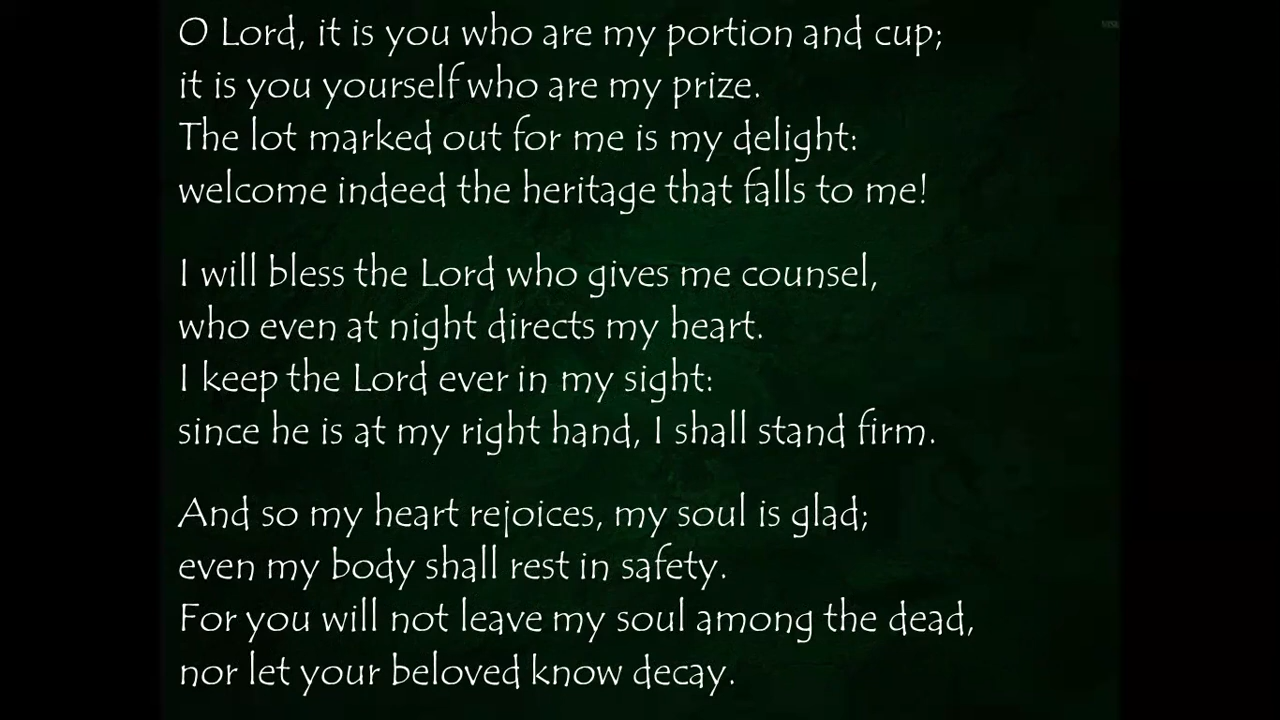 O Lord, it is you who are my portion and cup;
it is you yourself who are my prize.
The lot marked out for me is my delight:
welcome indeed the heritage that falls to me!
I will bless the Lord who gives me counsel,
who even at night directs my heart.
I keep the Lord ever in my sight:
since he is at my right hand, I shall stand firm.
And so my heart rejoices, my soul is glad;
even my body shall rest in safety.
For you will not leave my soul among the dead,
nor let your beloved know decay.